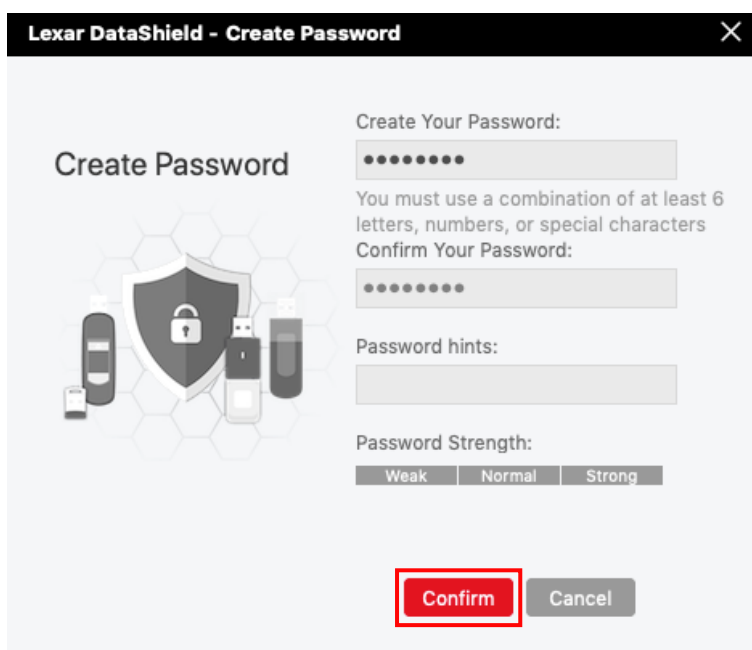 Lexar DataShield - Create Password
Create Password
Create Your Password:
••••••••
You must use a combination of at least 6
letters, numbers, or special characters
Confirm Your Password:
••••••••
Password hints:
Password Strength:
Weak Normal Strong
Confirm Cancel